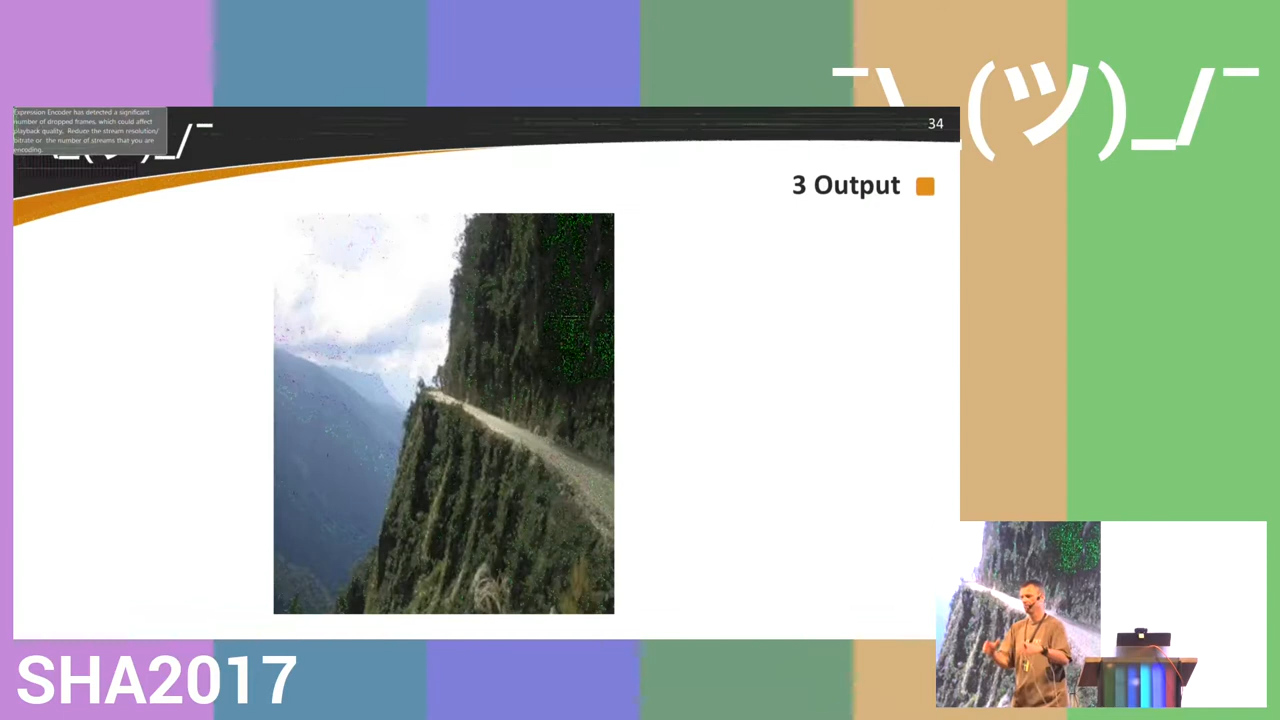 ¯\_(ツ)_/¯
Expression Encoder has detected a significant
number of dropped frames, which could affect
playback quality. Reduce the stream resolution/
bitrate or the number of streams that you are
encoding.
34
3 Output
SHA2017